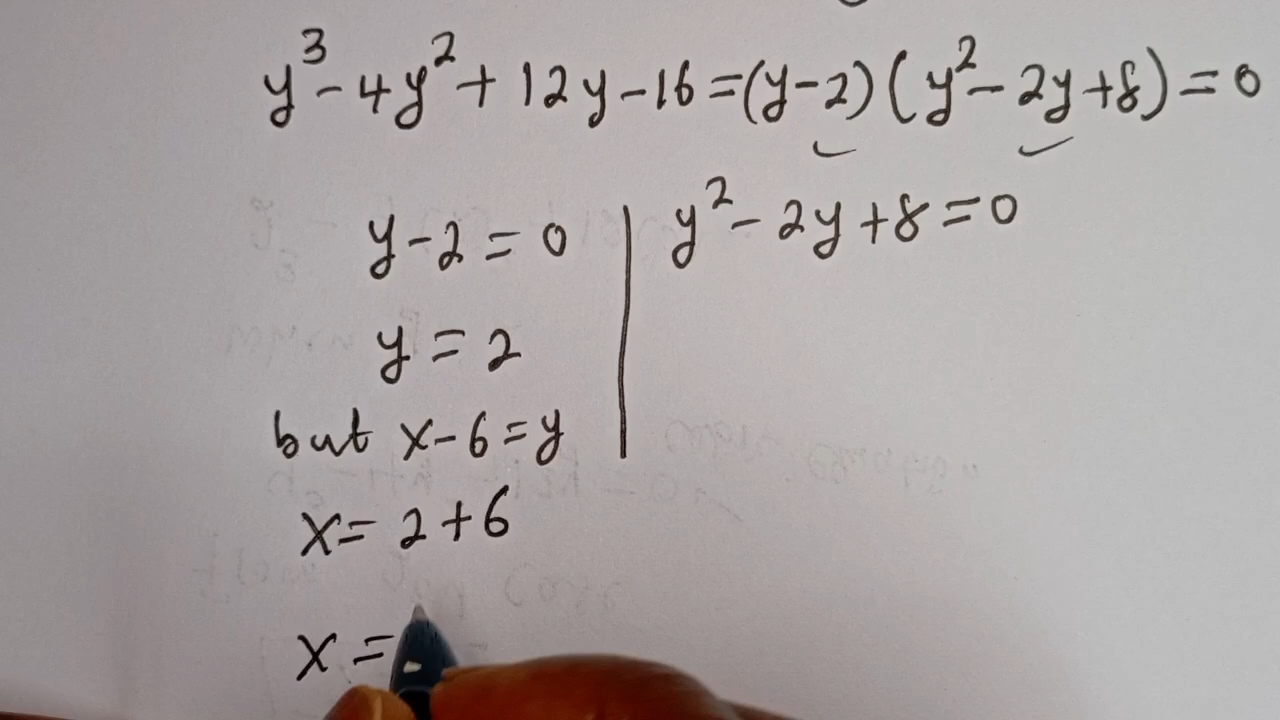 y³-4y²+12y-16=(y-2)(y²-2y+8)=0
y-2=0 | y²-2y+8=0
y=2
but x-6=y
x=2+6
x=